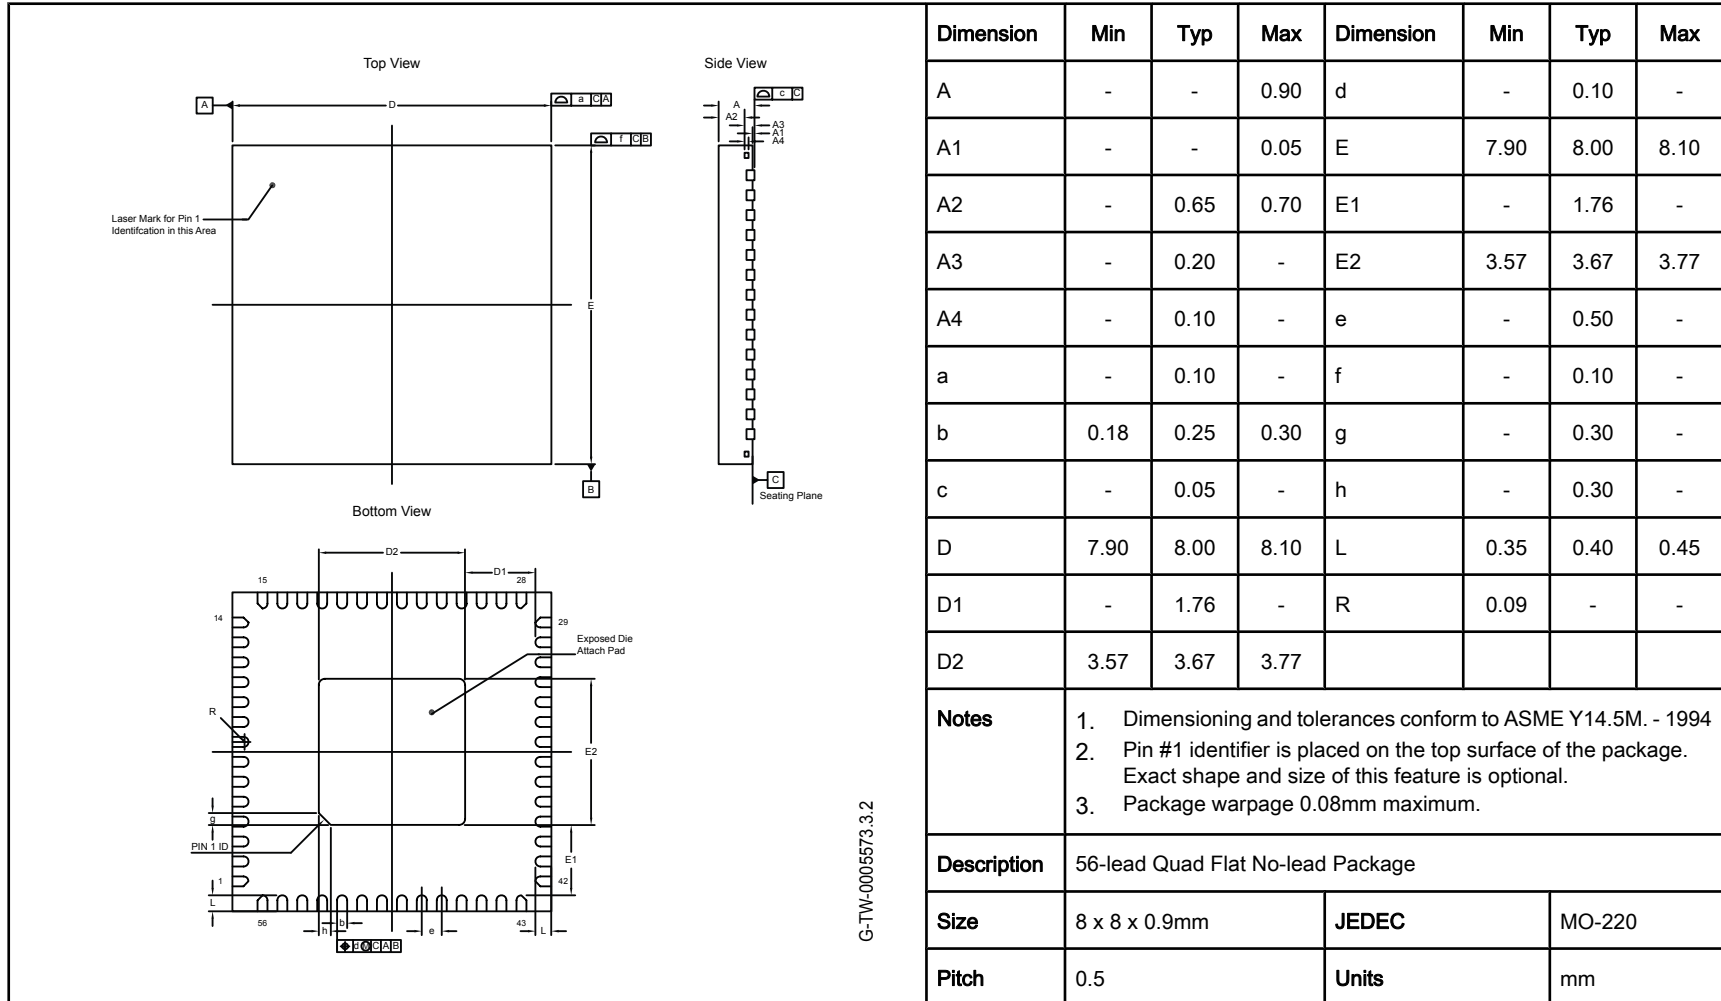 Top View
Side View
A
D
a C A
f C B
E
B
Laser Mark for Pin 1
Identifcation in this Area
c C
A
A2
A3
A1
A4
C
Seating Plane
Bottom View
D2
D1
15
28
14
29
Exposed Die
Attach Pad
R
E2
g
PIN 1 ID
E1
1
42
L
56
43
h
b
e
L
d M C A B
G-TW-0005573.3.2
Dimension Min Typ Max Dimension Min Typ Max
A - - 0.90 d - 0.10 -
A1 - - 0.05 E 7.90 8.00 8.10
A2 - 0.65 0.70 E1 - 1.76 -
A3 - 0.20 - E2 3.57 3.67 3.77
A4 - 0.10 - e - 0.50 -
a - 0.10 - f - 0.10 -
b 0.18 0.25 0.30 g - 0.30 -
c - 0.05 - h - 0.30 -
D 7.90 8.00 8.10 L 0.35 0.40 0.45
D1 - 1.76 - R 0.09 - -
D2 3.57 3.67 3.77
Notes
1. Dimensioning and tolerances conform to ASME Y14.5M. - 1994
2. Pin #1 identifier is placed on the top surface of the package.
Exact shape and size of this feature is optional.
3. Package warpage 0.08mm maximum.
Description 56-lead Quad Flat No-lead Package
Size 8 x 8 x 0.9mm JEDEC MO-220
Pitch 0.5 Units mm